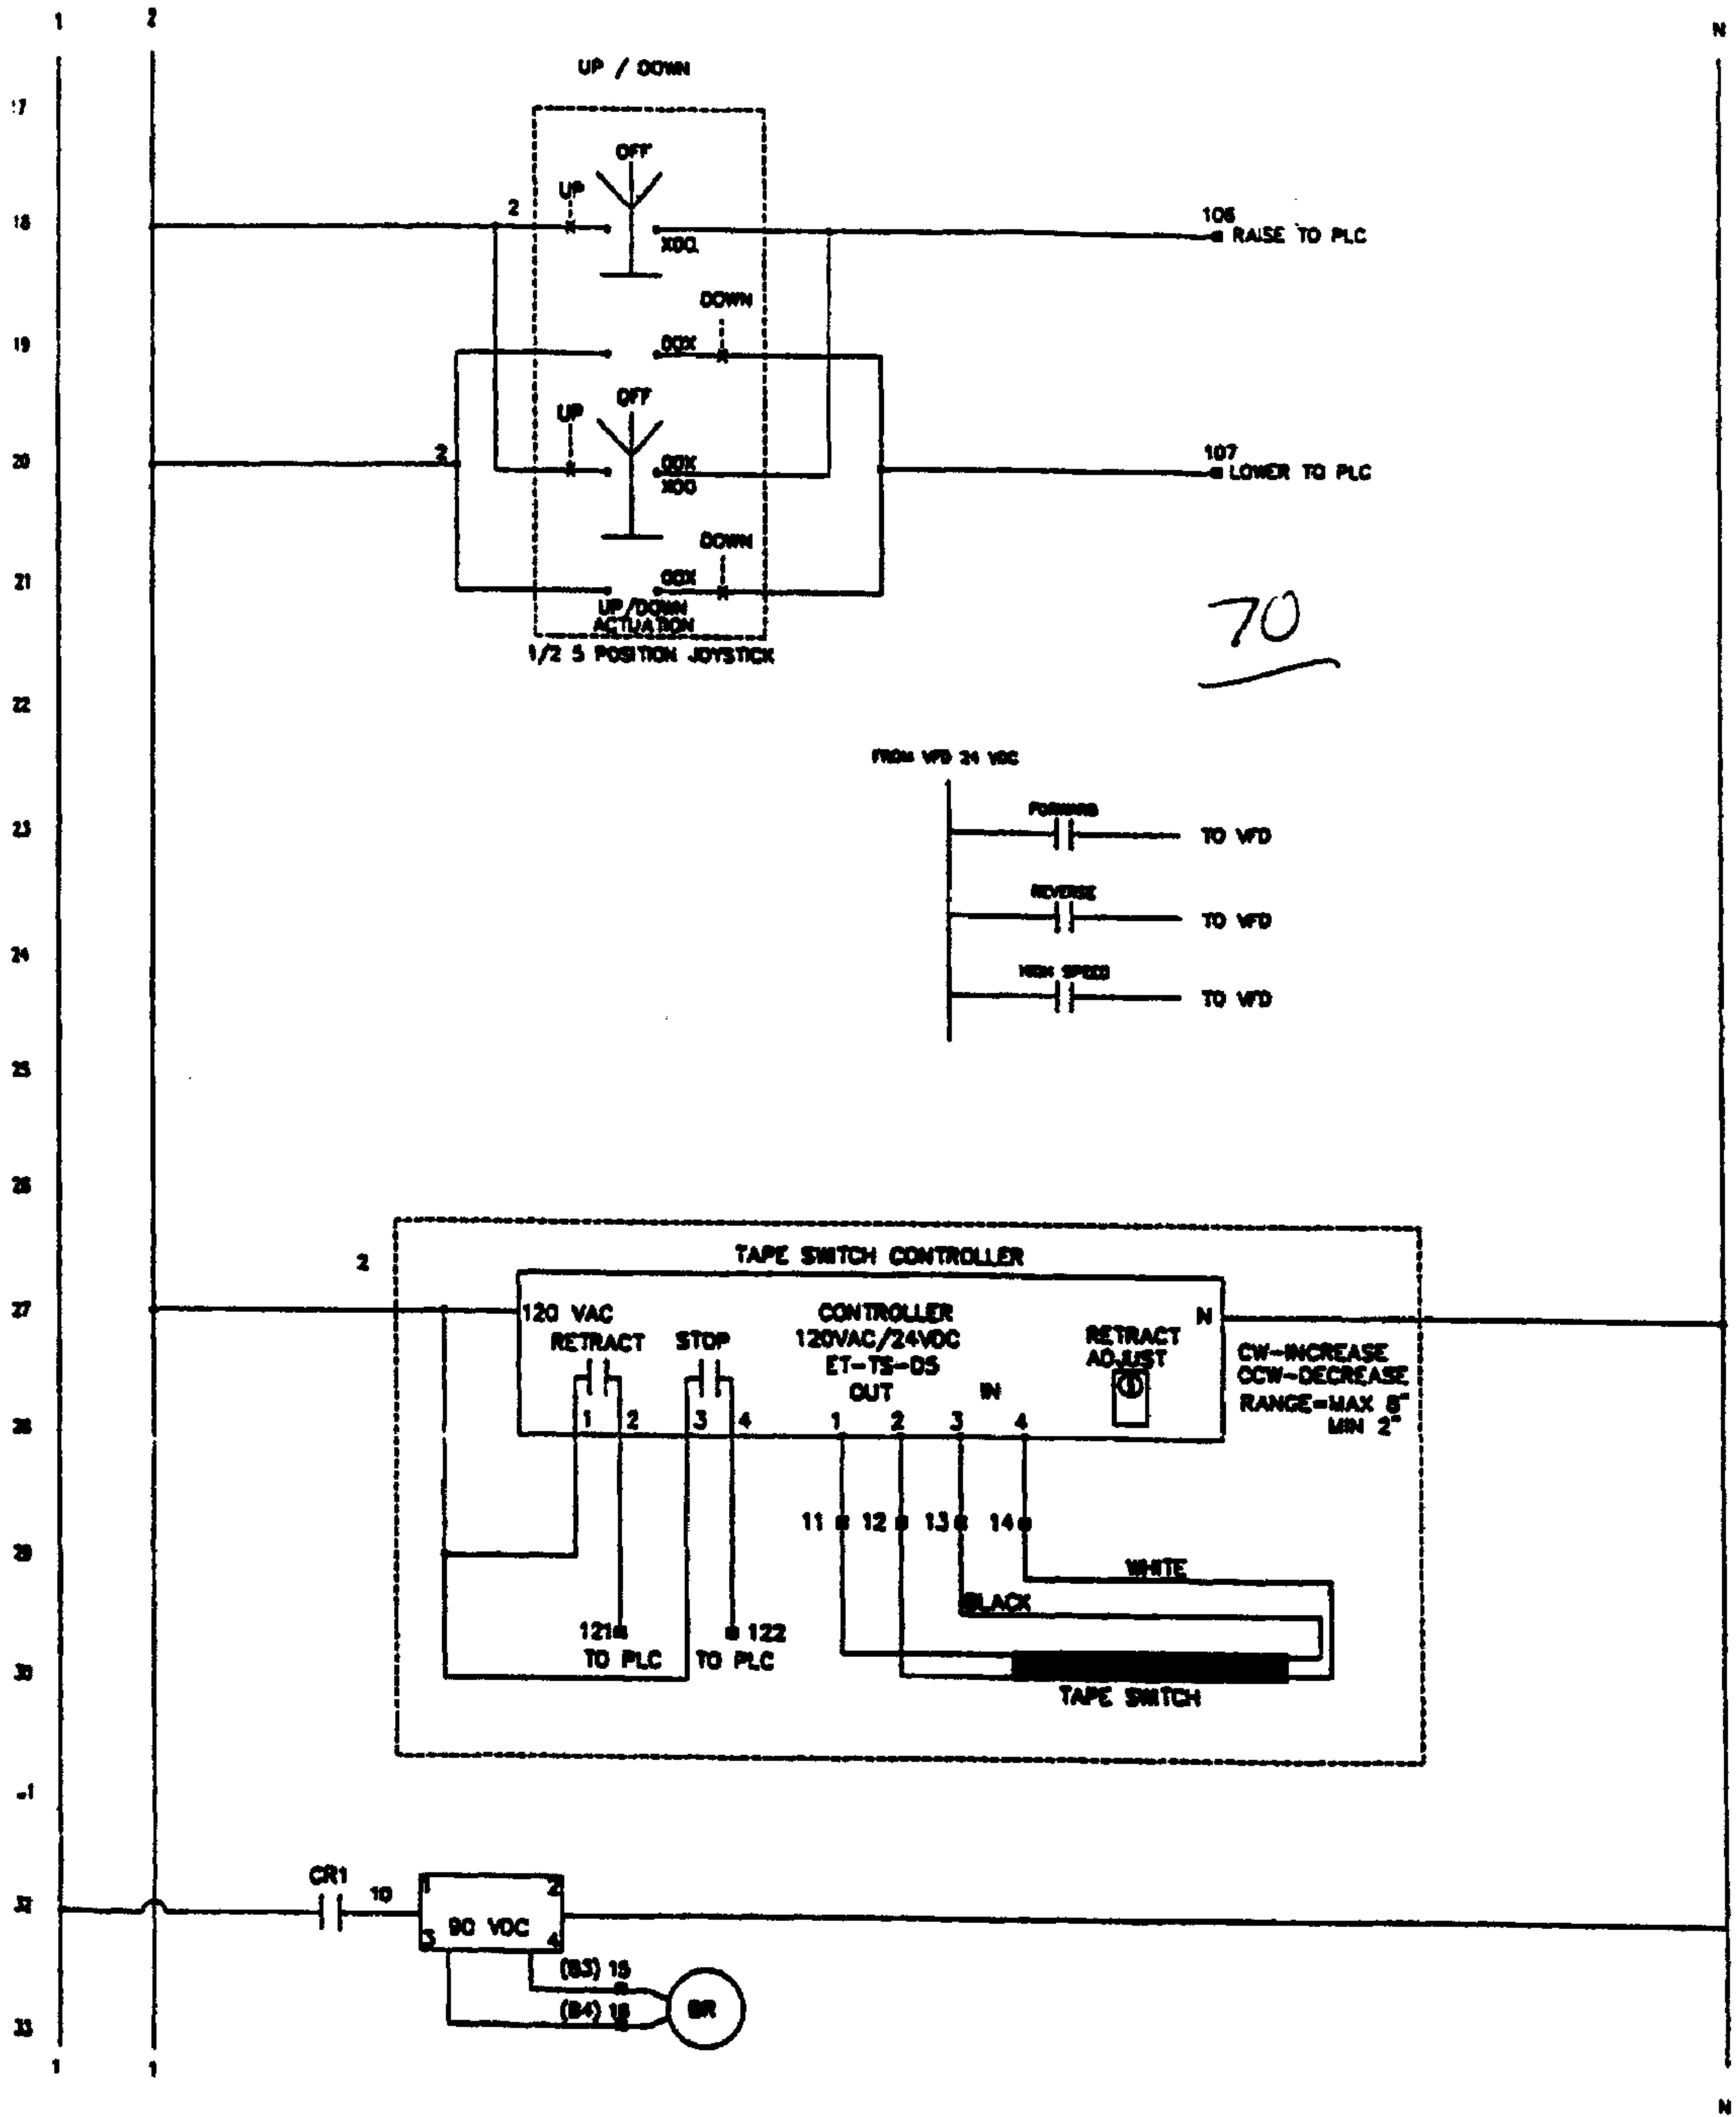 1 2 N
UP / DOWN
17
OFF
UP
2
18
X00
106
RAISE TO PLC
DOWN
19
00X
OFF
UP
2
20
00X
X00
107
LOWER TO PLC
DOWN
21
00X
UP/DOWN
ACTUATION
1/2 5 POSITION JOYSTICK
70
22
FROM VFD 24 VDC
FORWARD
23
TO VFD
REVERSE
TO VFD
24
HIGH SPEED
TO VFD
25
26
TAPE SWITCH CONTROLLER
2
27
120 VAC
CONTROLLER
N
RETRACT
STOP
120VAC/24VDC
RETRACT
ADJUST
ET-TS-DS
CW-INCREASE
CCW-DECREASE
OUT
IN
RANGE=MAX 8"
MIN 2"
28
1 2 3 4 1 2 3 4
11 12 13 14
29
WHITE
BLACK
121
122
TO PLC
TO PLC
30
TAPE SWITCH
CR1
10
32
1 2
90 VDC
3 4
(B3) 15
(B4) 16
BR
33
1 1 N